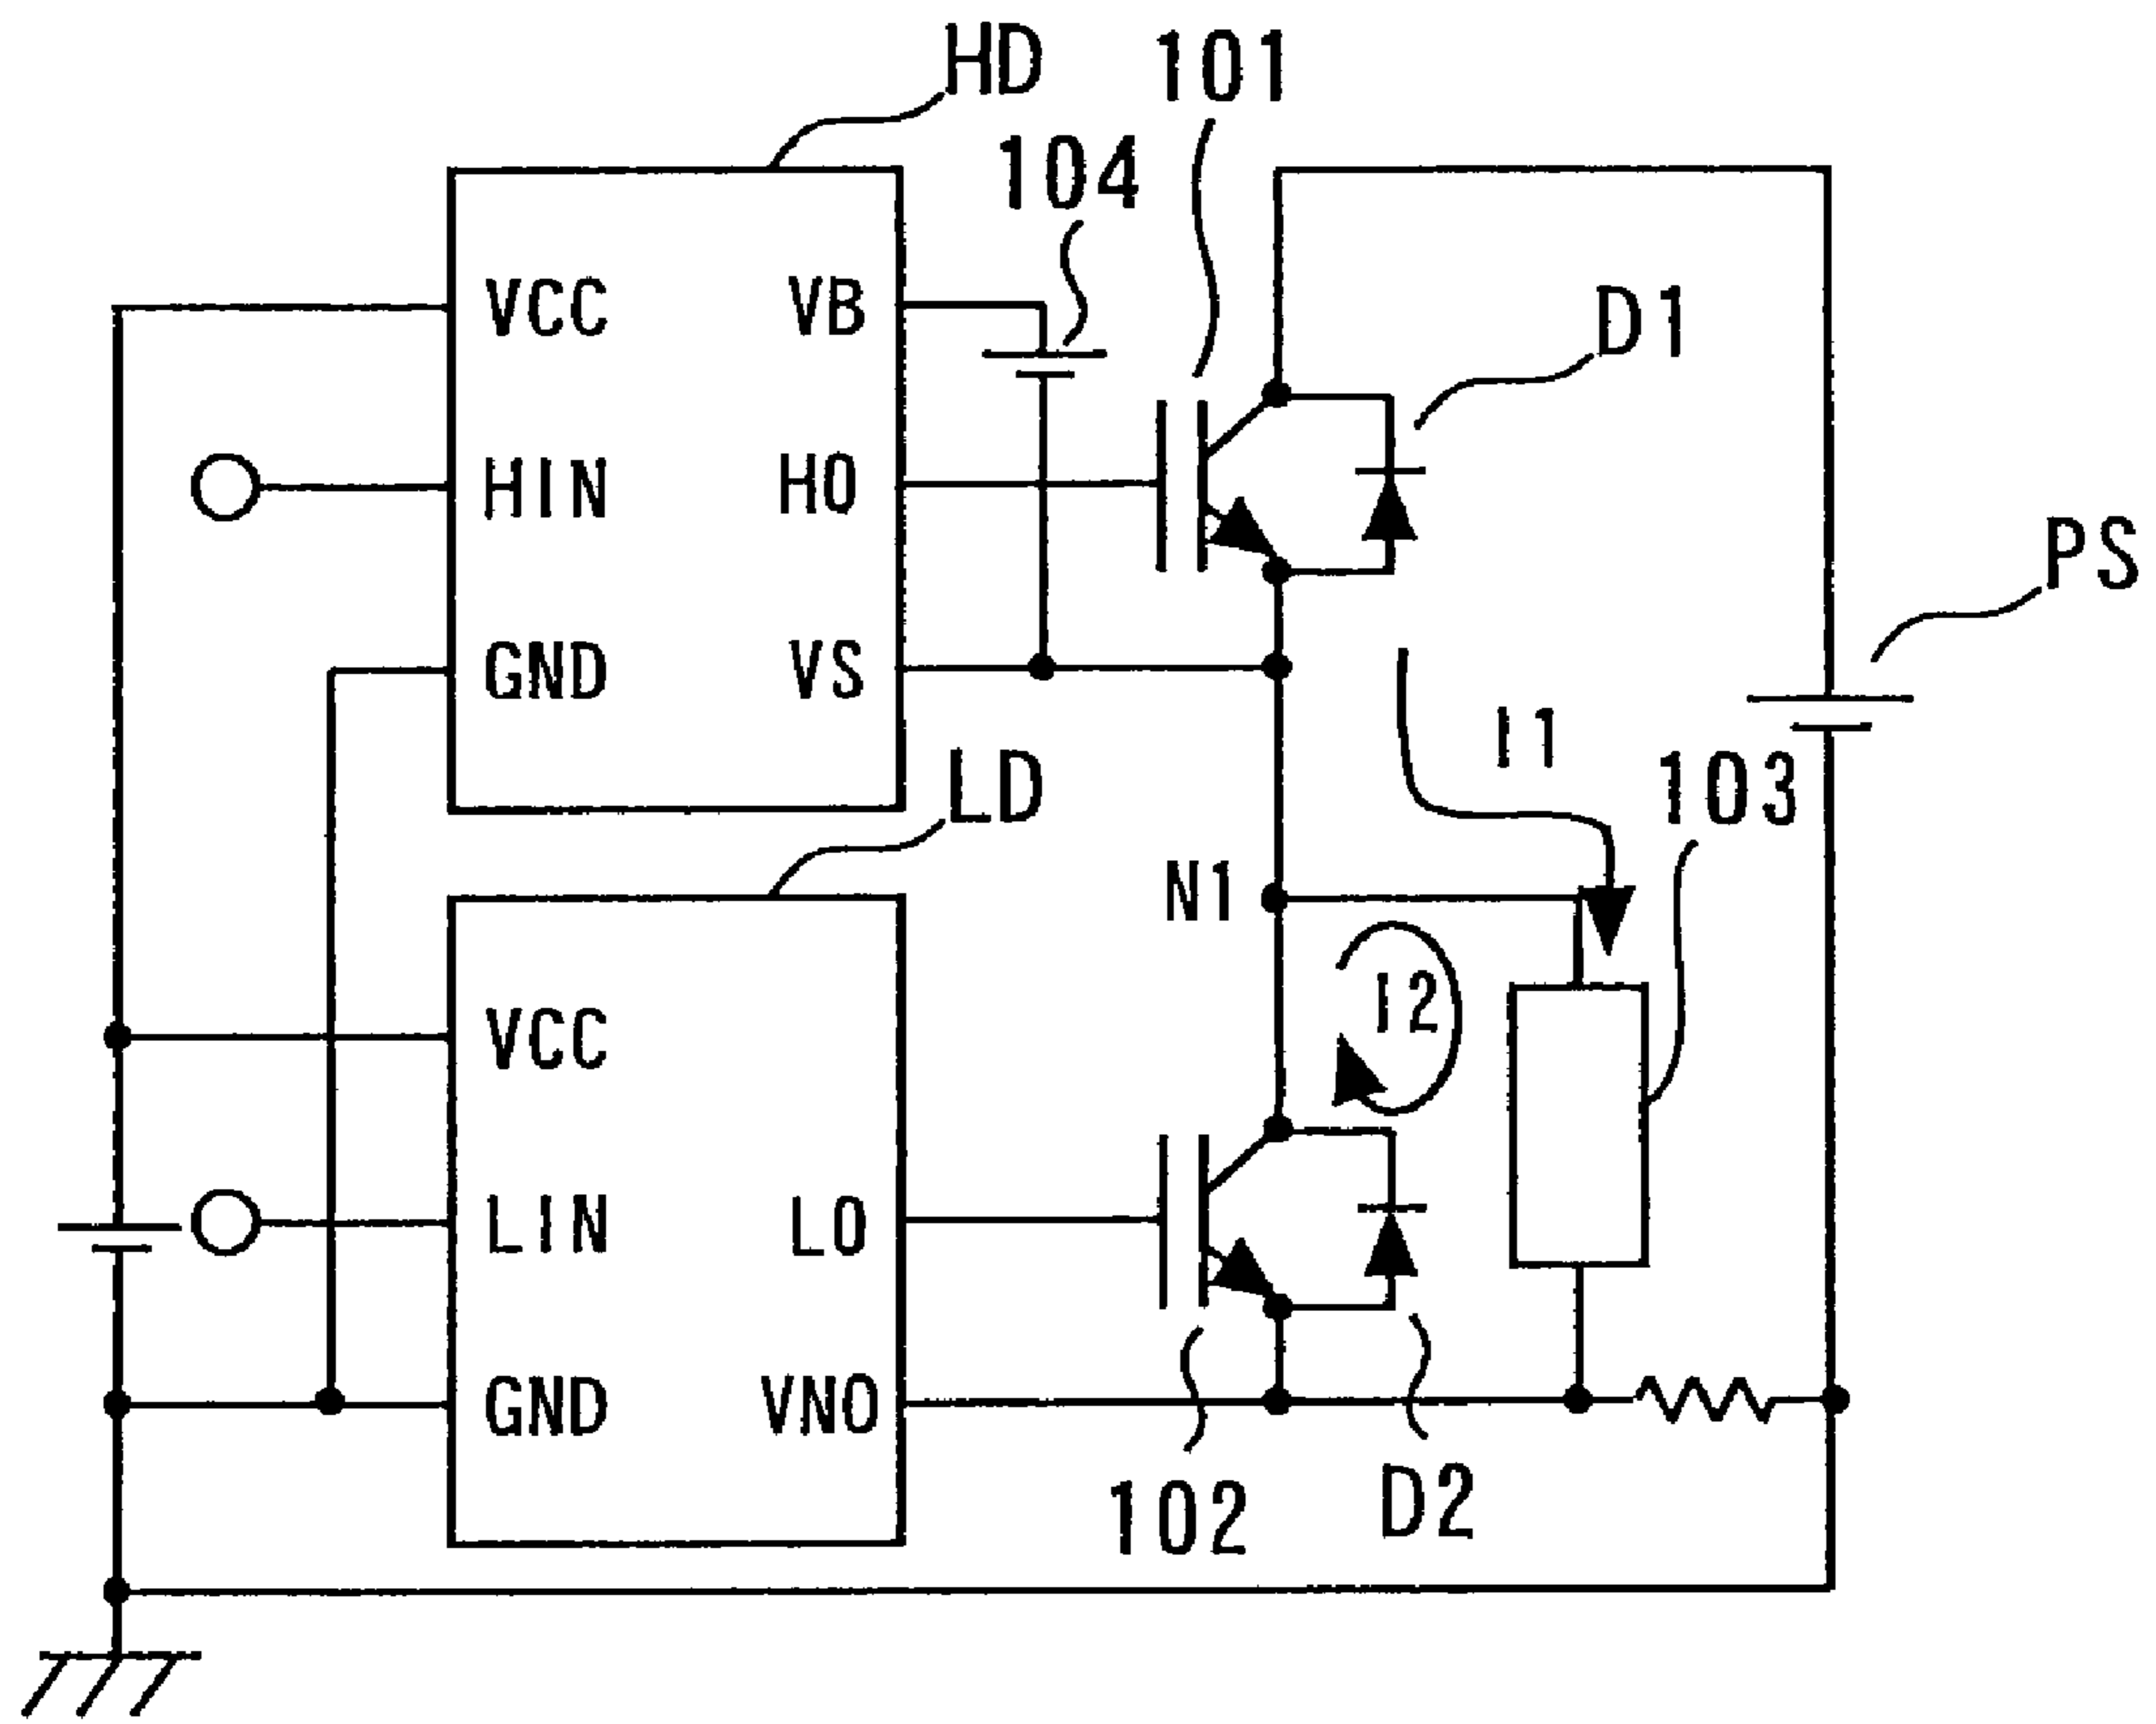 HD
101
104
VCC
VB
D1
HIN
HO
PS
GND
VS
I1
LD
103
N1
I2
VCC
LIN
LO
GND
VNO
102
D2